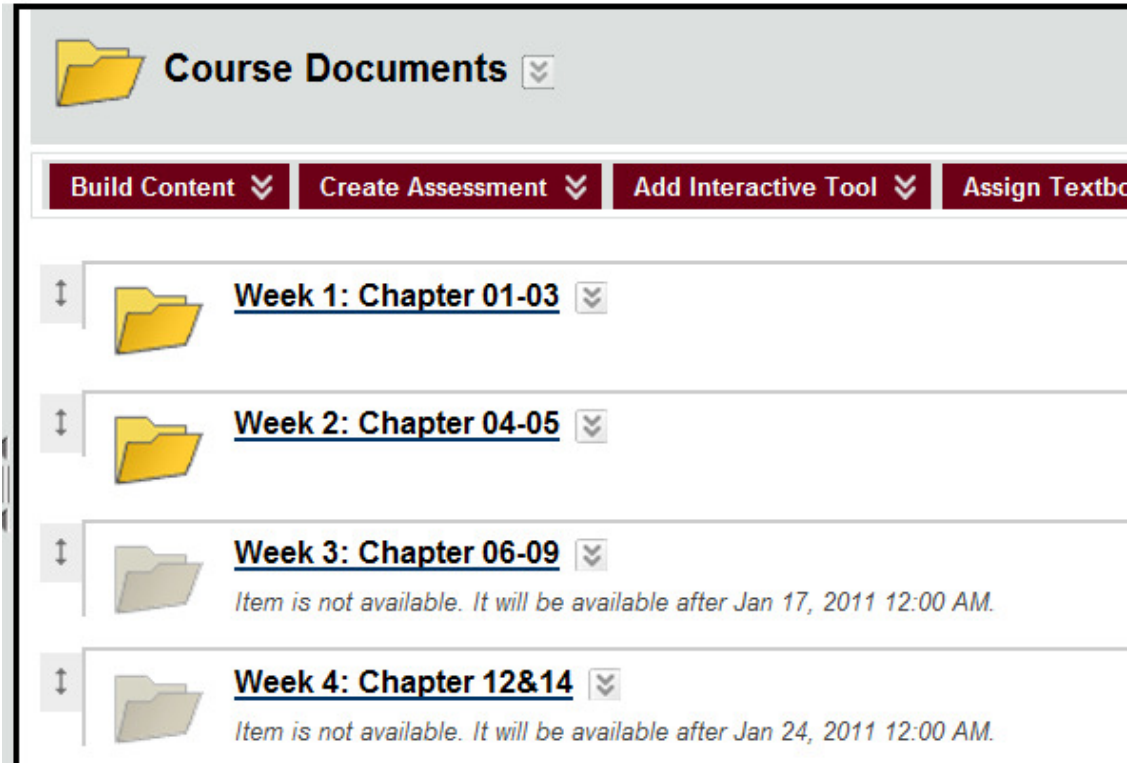 Course Documents
Build Content Create Assessment Add Interactive Tool Assign
Week 1: Chapter 01-03
Week 2: Chapter 04-05
Week 3: Chapter 06-09
Item is not available. It will be available after Jan 17, 2011 12:00 AM.
Week 4: Chapter 12&14
Item is not available. It will be available after Jan 24, 2011 12:00 AM.